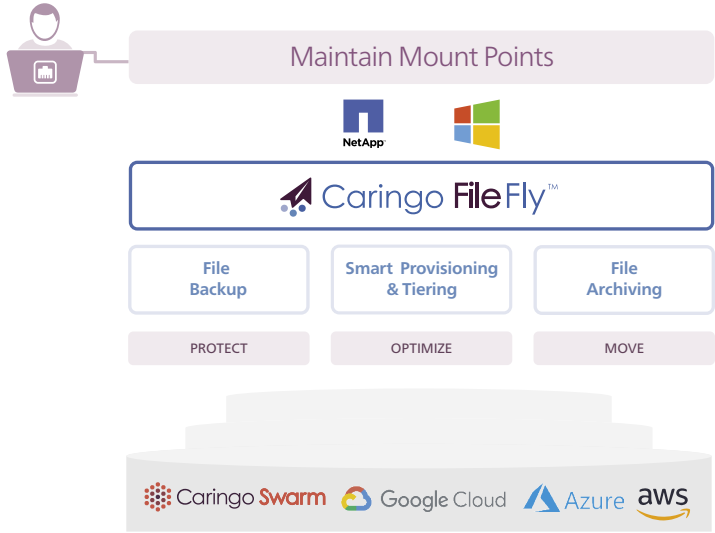 Maintain Mount Points
NetApp
Caringo FileFly™
File
Backup
Smart Provisioning
& Tiering
File
Archiving
PROTECT
OPTIMIZE
MOVE
Caringo Swarm
Google Cloud
Azure
aws